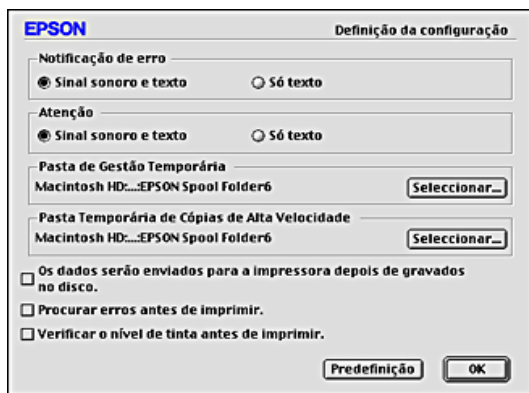 EPSON Definição da configuração
Notificação de erro
Sinal sonoro e texto Só texto
Atenção
Sinal sonoro e texto Só texto
Pasta de Gestão Temporária
Macintosh HD:...:EPSON Spool Folder6 Seleccionar...
Pasta Temporária de Cópias de Alta Velocidade
Macintosh HD:...:EPSON Spool Folder6 Seleccionar...
Os dados serão enviados para a impressora depois de gravados
no disco.
Procurar erros antes de imprimir.
Verificar o nível de tinta antes de imprimir.
Predefinição OK